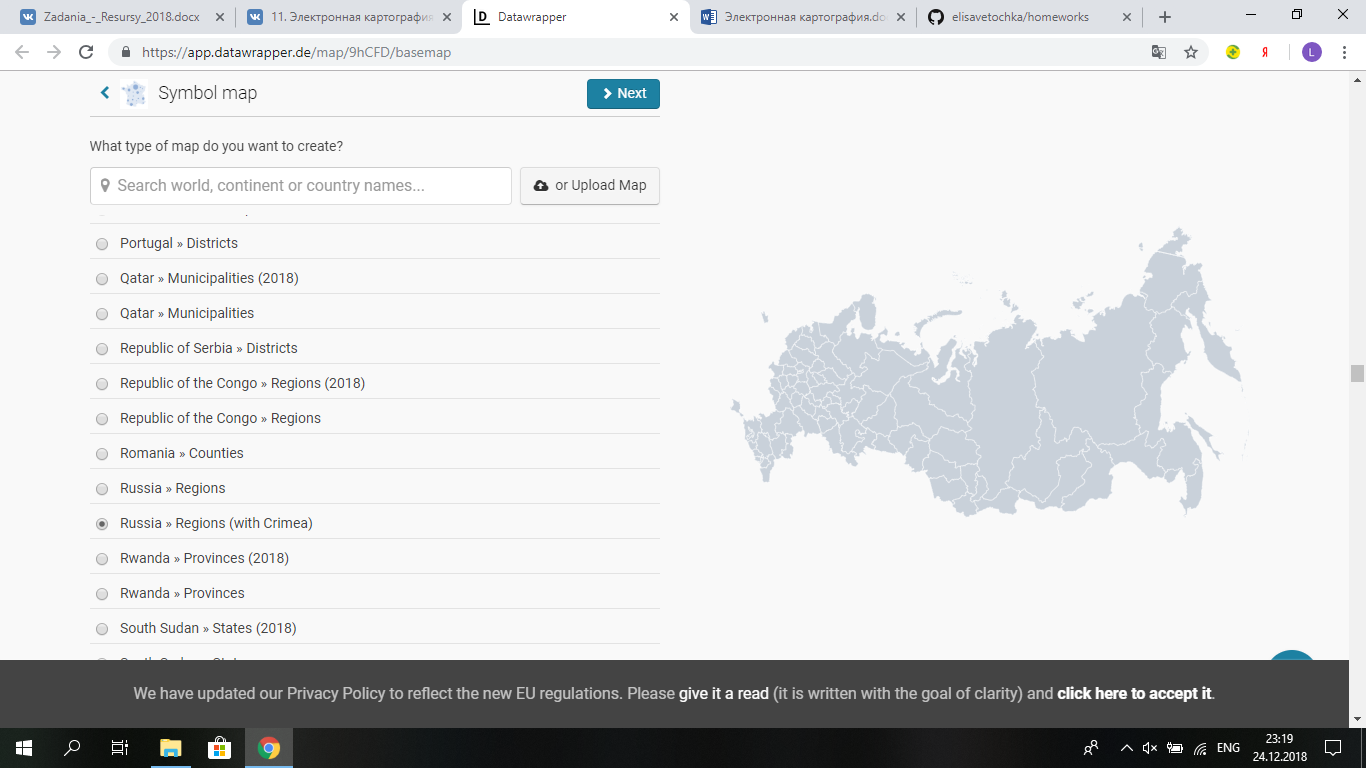 Zadania_-_Resursy_2018.docx
11. Электронная картография
Datawrapper
Электронная картография.do
elisavetochka/homeworks
https://app.datawrapper.de/map/9hCFD/basemap
L
Symbol map
Next
What type of map do you want to create?
Search world, continent or country names...
or Upload Map
Portugal » Districts
Qatar » Municipalities (2018)
Qatar » Municipalities
Republic of Serbia » Districts
Republic of the Congo » Regions (2018)
Republic of the Congo » Regions
Romania » Counties
Russia » Regions
Russia » Regions (with Crimea)
Rwanda » Provinces (2018)
Rwanda » Provinces
South Sudan » States (2018)
We have updated our Privacy Policy to reflect the new EU regulations. Please give it a read (it is written with the goal of clarity) and click here to accept it.
ENG
23:19
24.12.2018